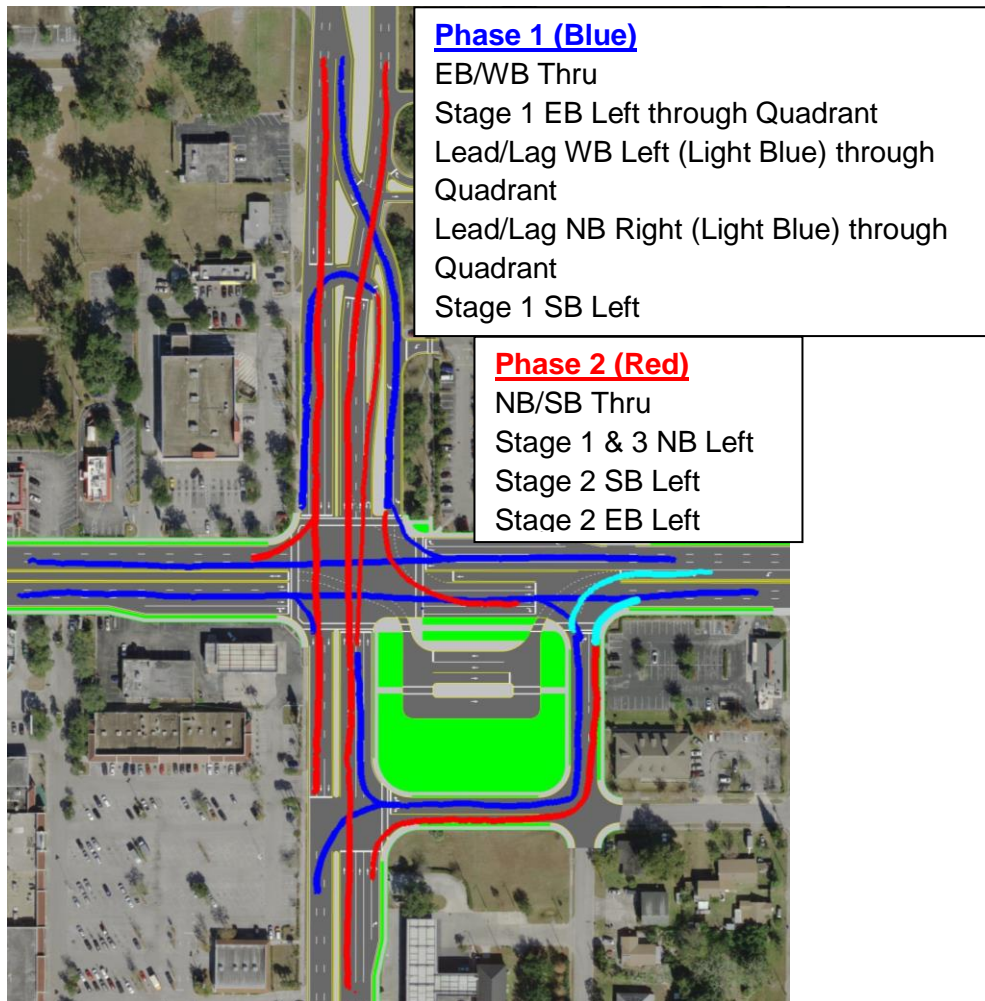 Phase 1 (Blue)
EB/WB Thru
Stage 1 EB Left through Quadrant
Lead/Lag WB Left (Light Blue) through
Quadrant
Lead/Lag NB Right (Light Blue) through
Quadrant
Stage 1 SB Left
Phase 2 (Red)
NB/SB Thru
Stage 1 & 3 NB Left
Stage 2 SB Left
Stage 2 EB Left